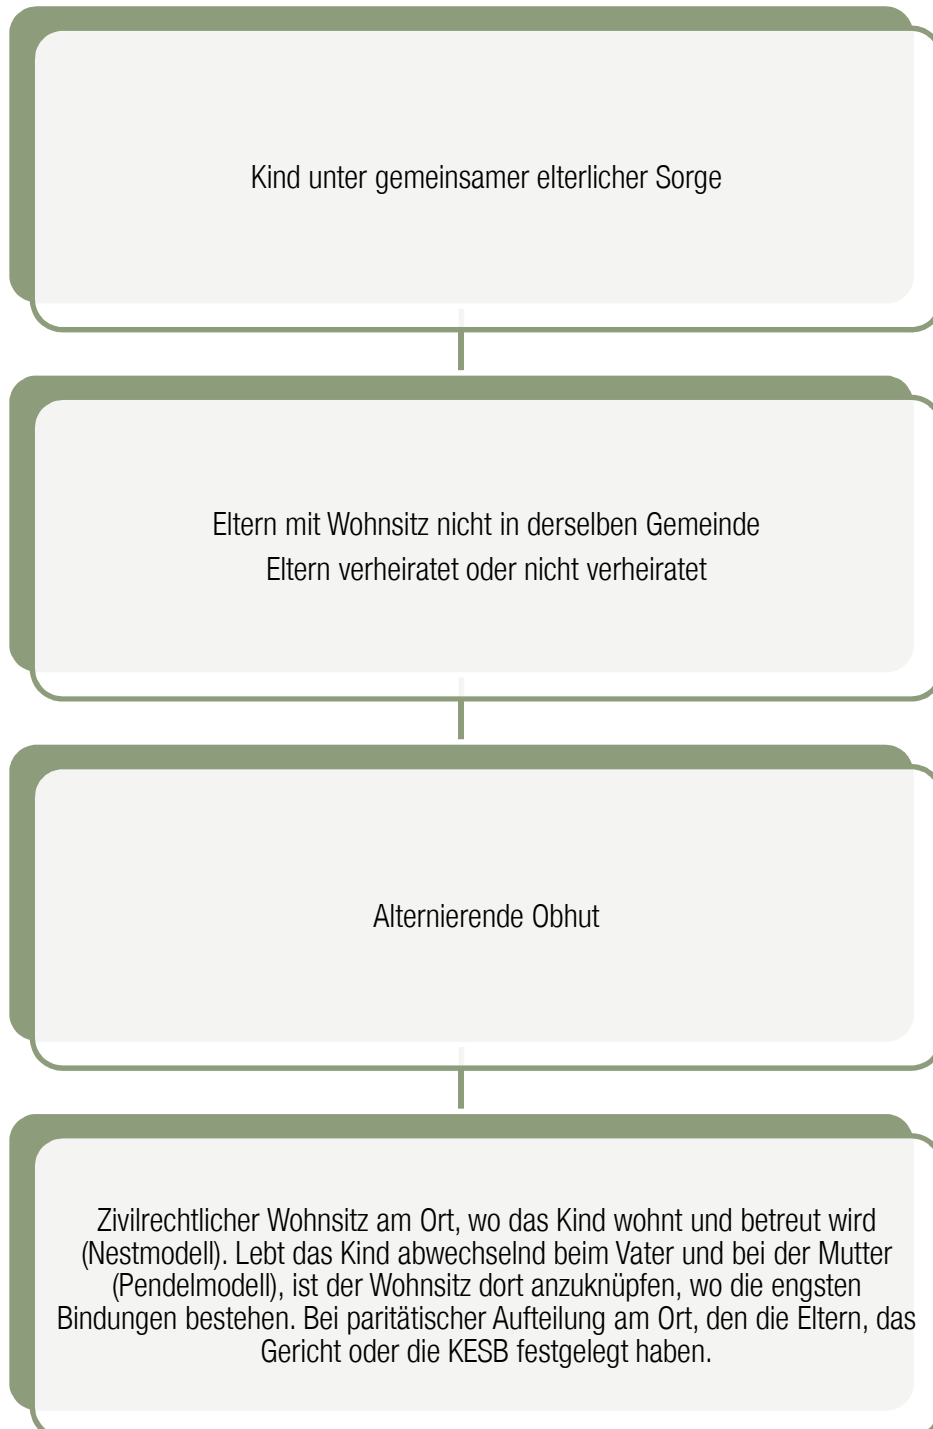 Kind unter gemeinsamer elterlicher Sorge
Eltern mit Wohnsitz nicht in derselben Gemeinde
Eltern verheiratet oder nicht verheiratet
Alternierende Obhut
Zivilrechtlicher Wohnsitz am Ort, wo das Kind wohnt und betreut wird
(Nestmodell). Lebt das Kind abwechselnd beim Vater und bei der Mutter
(Pendelmodell), ist der Wohnsitz dort anzuknüpfen, wo die engsten
Bindungen bestehen. Bei paritätischer Aufteilung am Ort, den die Eltern, das
Gericht oder die KESB festgelegt haben.